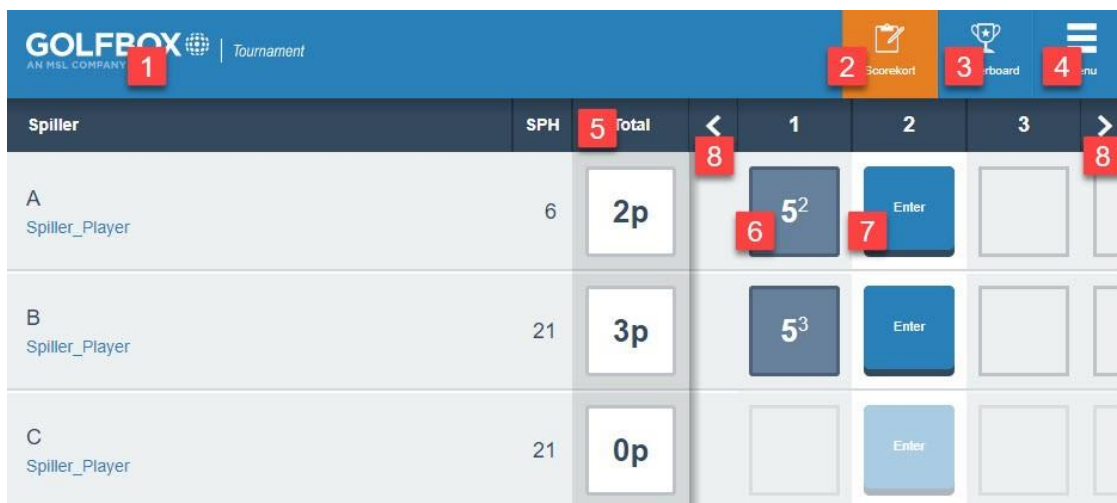 GOLFBOX | Tournament
AN MSL COMPANY
1
2
Scorekort
3
erboard
4
enu
Spiller SPH 5 Total 1 2 3
8 8
A
Spiller_Player
6 2p 6 5² 7 Enter
B
Spiller_Player
21 3p 5³ Enter
C
Spiller_Player
21 0p Enter